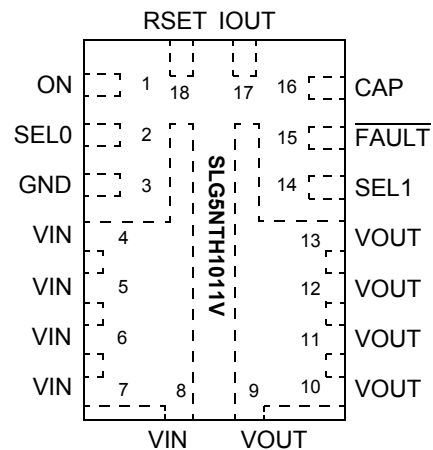 RSET IOUT
ON 1 18 17 16 CAP
SEL0 2 15 FAULT
GND 3 14 SEL1
VIN 4 13 VOUT
VIN 5 12 VOUT
VIN 6 11 VOUT
VIN 7 8 9 10 VOUT
SLG5NTH1011V
VIN VOUT